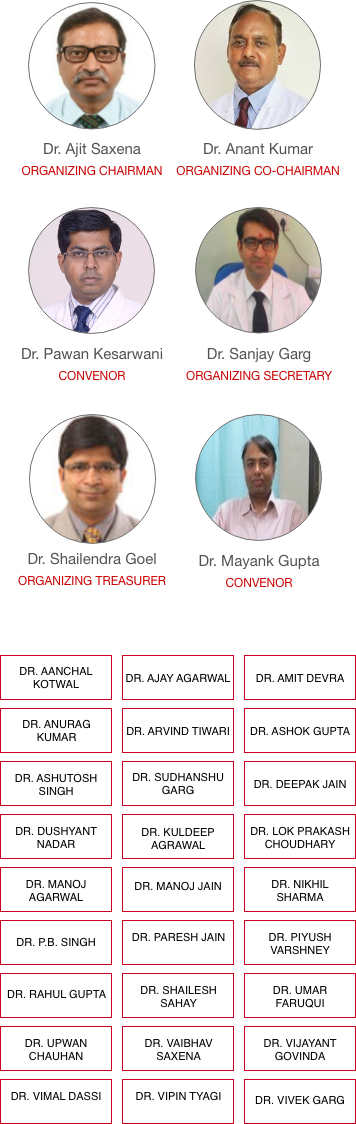 Dr. Ajit Saxena
ORGANIZING CHAIRMAN
Dr. Anant Kumar
ORGANIZING CO-CHAIRMAN
Dr. Pawan Kesarwani
CONVENOR
Dr. Sanjay Garg
ORGANIZING SECRETARY
Dr. Shailendra Goel
ORGANIZING TREASURER
Dr. Mayank Gupta
CONVENOR
DR. AANCHAL
KOTWAL
DR. AJAY AGARWAL
DR. AMIT DEVRA
DR. ANURAG
KUMAR
DR. ARVIND TIWARI
DR. ASHOK GUPTA
DR. ASHUTOSH
SINGH
DR. SUDHANSHU
GARG
DR. DEEPAK JAIN
DR. DUSHYANT
NADAR
DR. KULDEEP
AGRAWAL
DR. LOK PRAKASH
CHOUDHARY
DR. MANOJ
AGARWAL
DR. MANOJ JAIN
DR. NIKHIL
SHARMA
DR. P.B. SINGH
DR. PARESH JAIN
DR. PIYUSH
VARSHNEY
DR. RAHUL GUPTA
DR. SHAILESH
SAHAY
DR. UMAR
FARUQUI
DR. UPWAN
CHAUHAN
DR. VAIBHAV
SAXENA
DR. VIJAYANT
GOVINDA
DR. VIMAL DASSI
DR. VIPIN TYAGI
DR. VIVEK GARG